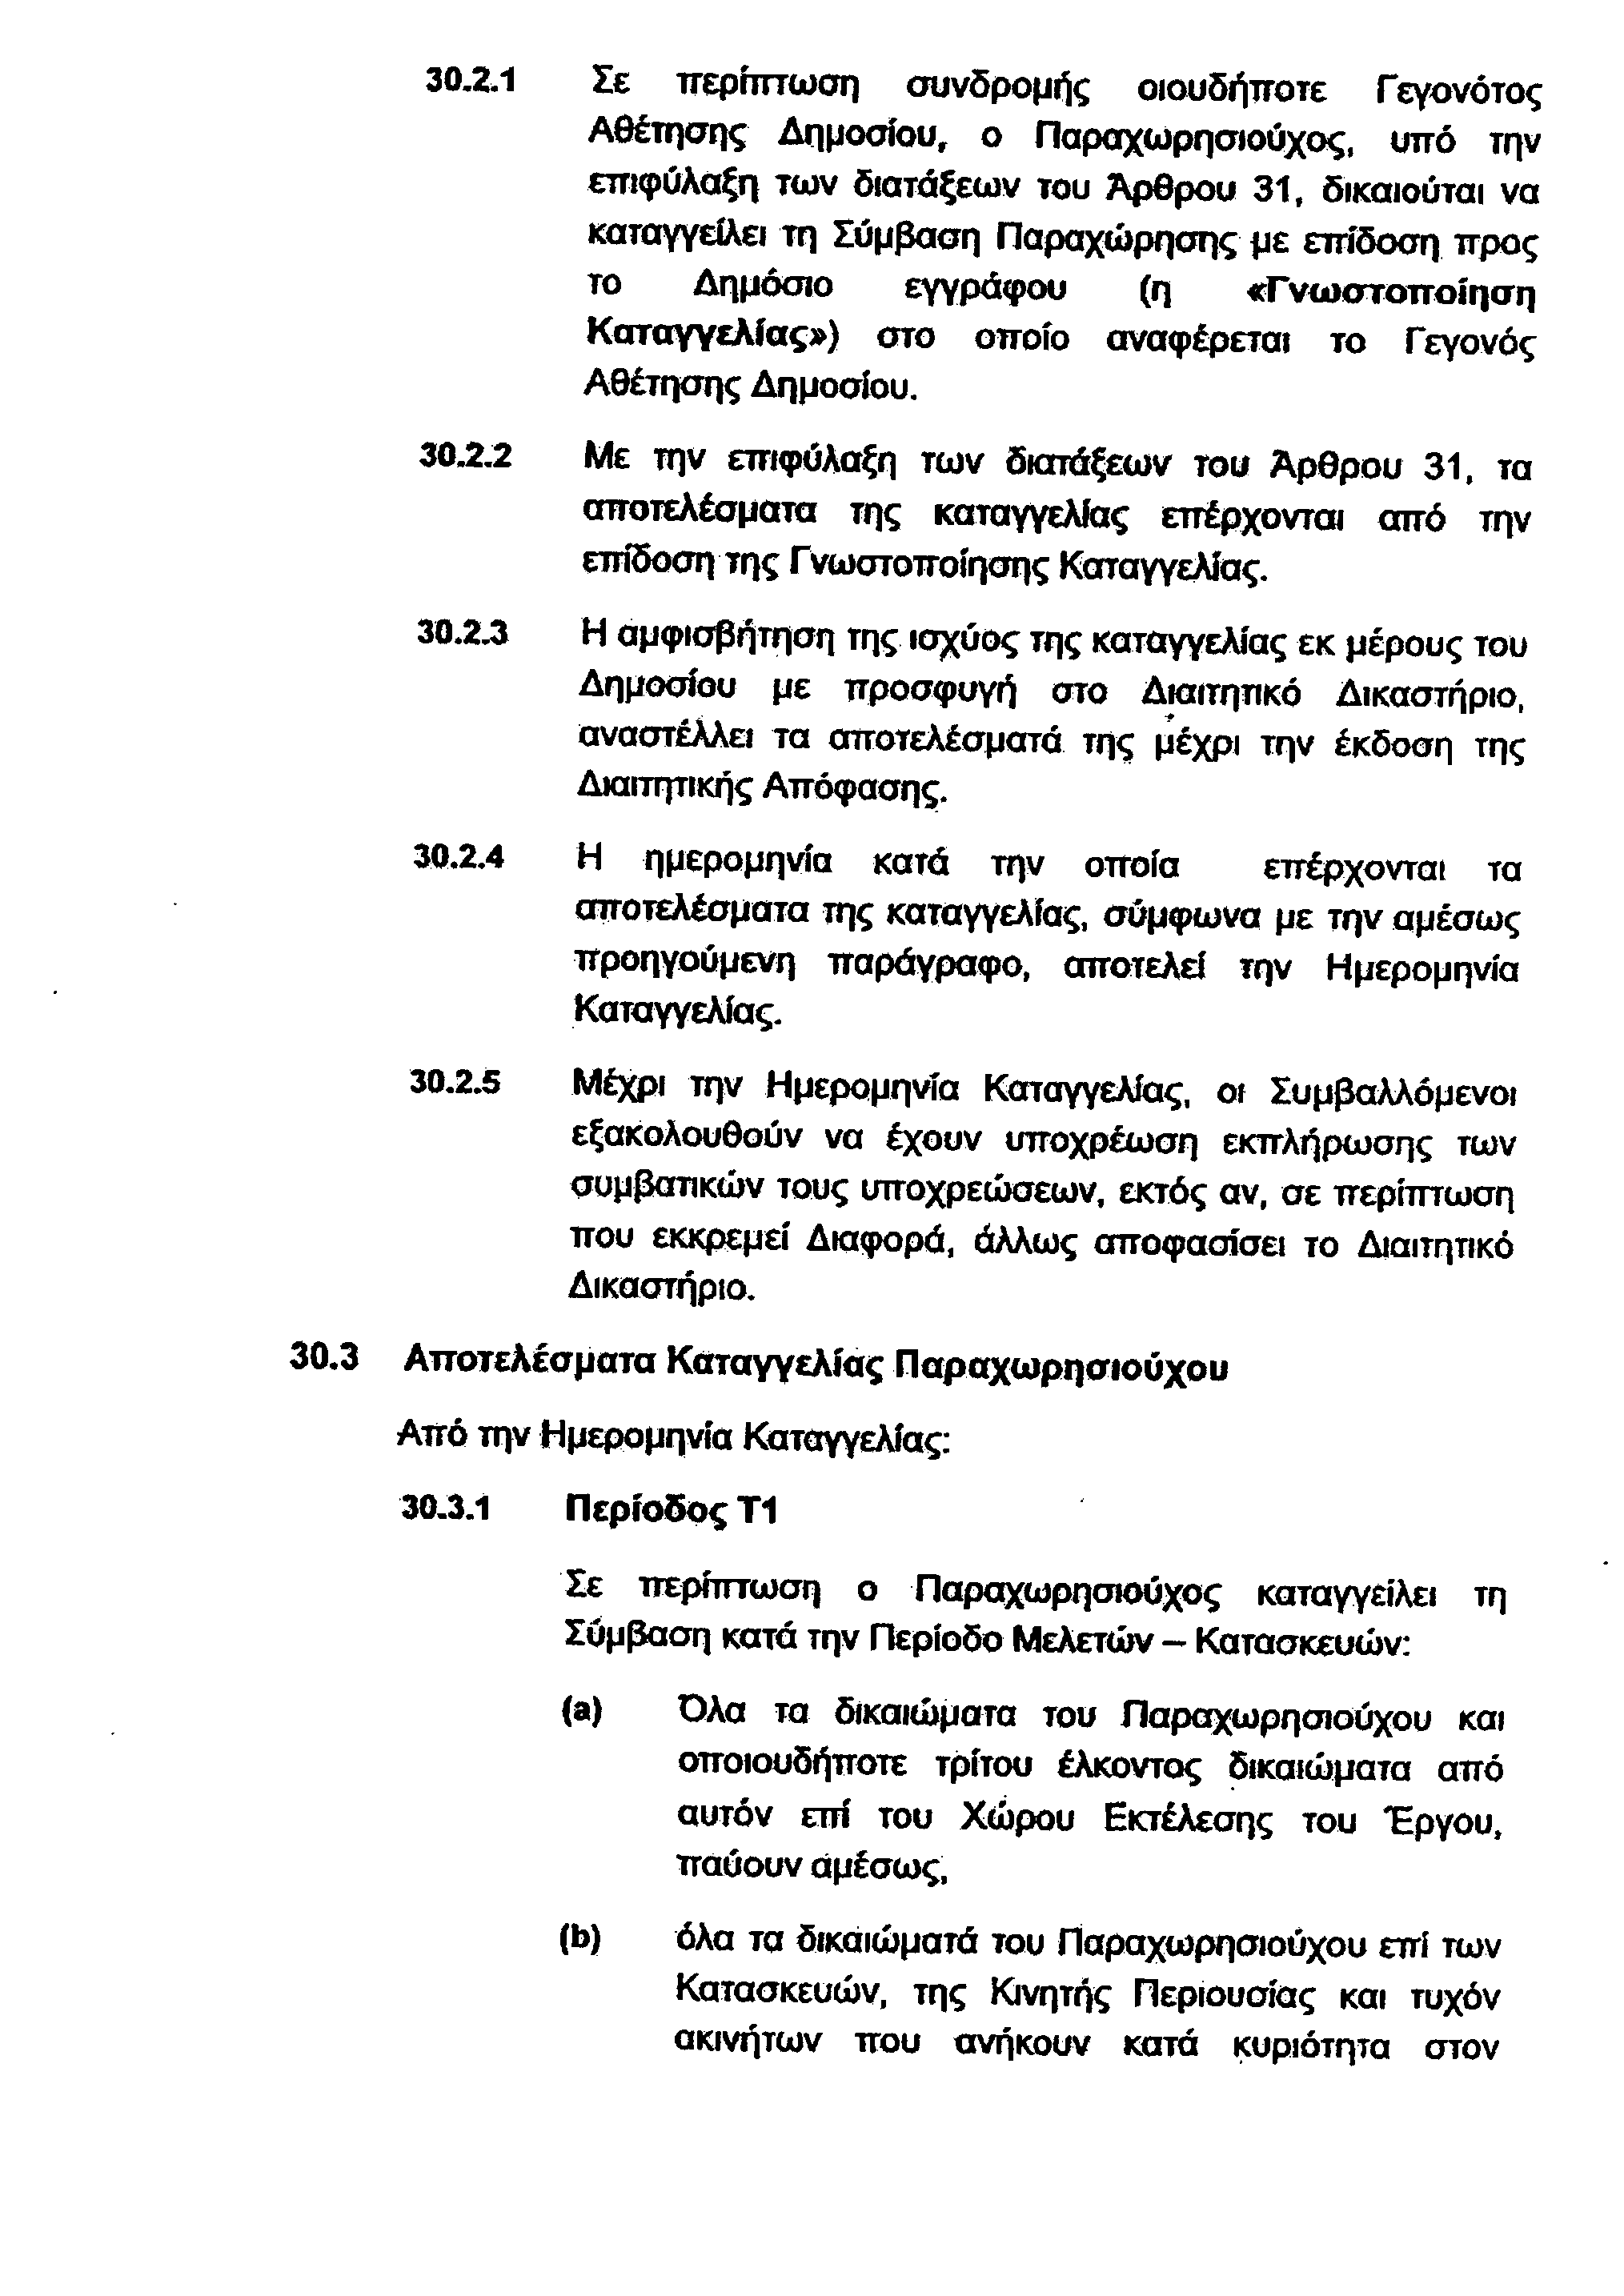 30.2.1 Σε περίπτωση συνδρομής οιουδήποτε Γεγονότος
Αθέτησης Δημοσίου, ο Παραχωρησιούχος, υπό την
επιφύλαξη των διατάξεων του Άρθρου 31, δικαιούται να
καταγγείλει τη Σύμβαση Παραχώρησης με επίδοση προς
το Δημόσιο εγγράφου (η «Γνωστοποίηση
Καταγγελίας») στο οποίο αναφέρεται το Γεγονός
Αθέτησης Δημοσίου.
30.2.2 Με την επιφύλαξη των διατάξεων του Άρθρου 31, τα
αποτελέσματα της καταγγελίας επέρχονται από την
επίδοση της Γνωστοποίησης Καταγγελίας.
30.2.3 Η αμφισβήτηση της ισχύος της καταγγελίας εκ μέρους του
Δημοσίου με προσφυγή στο Διαιτητικό Δικαστήριο,
αναστέλλει τα αποτελέσματά της μέχρι την έκδοση της
Διαιτητικής Απόφασης.
30.2.4 Η ημερομηνία κατά την οποία επέρχονται τα
αποτελέσματα της καταγγελίας, σύμφωνα με την αμέσως
προηγούμενη παράγραφο, αποτελεί την Ημερομηνία
Καταγγελίας.
30.2.5 Μέχρι την Ημερομηνία Καταγγελίας, οι Συμβαλλόμενοι
εξακολουθούν να έχουν υποχρέωση εκπλήρωσης των
συμβατικών τους υποχρεώσεων, εκτός αν, σε περίπτωση
που εκκρεμεί Διαφορά, άλλως αποφασίσει το Διαιτητικό
Δικαστήριο.
30.3 Αποτελέσματα Καταγγελίας Παραχωρησιούχου
Από την Ημερομηνία Καταγγελίας:
30.3.1 Περίοδος Τ1
Σε περίπτωση ο Παραχωρησιούχος καταγγείλει τη
Σύμβαση κατά την Περίοδο Μελετών – Κατασκευών:
(a) Όλα τα δικαιώματα του Παραχωρησιούχου και
οποιουδήποτε τρίτου έλκοντος δικαιώματα από
αυτόν επί του Χώρου Εκτέλεσης του Έργου,
παύουν αμέσως,
(b) όλα τα δικαιώματά του Παραχωρησιούχου επί των
Κατασκευών, της Κινητής Περιουσίας και τυχόν
ακινήτων που ανήκουν κατά κυριότητα στον